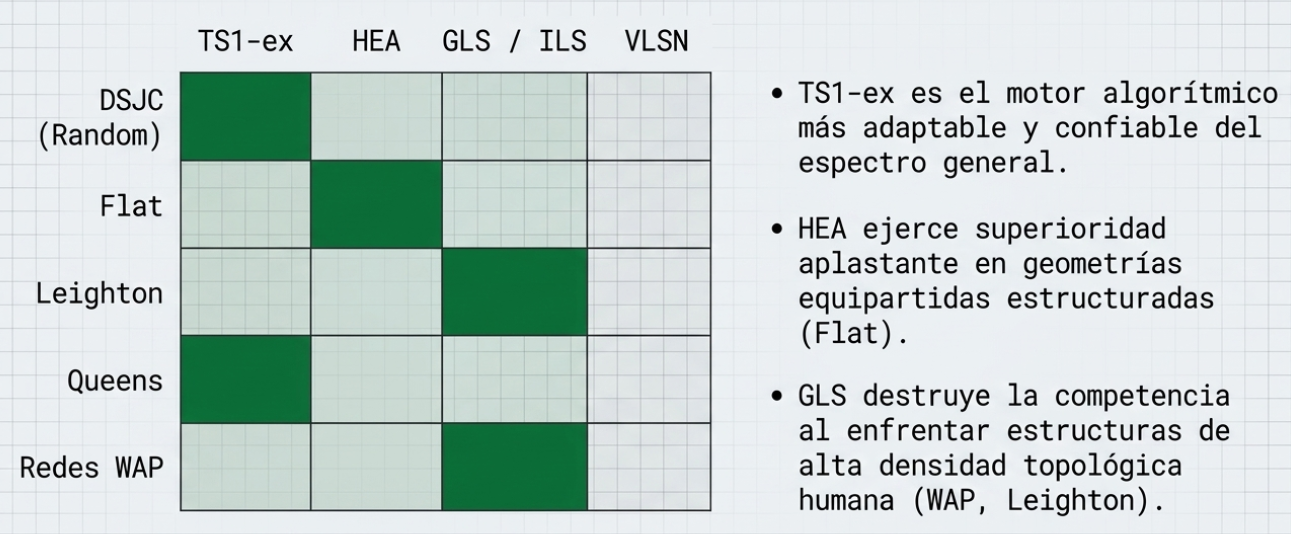 TS1-ex HEA GLS / ILS VLSN
DSJC
(Random)
Flat
Leighton
Queens
Redes WAP
• TS1-ex es el motor algorítmico
más adaptable y confiable del
espectro general.
• HEA ejerce superioridad
aplastante en geometrías
equipartidas estructuradas
(Flat).
• GLS destruye la competencia
al enfrentar estructuras de
alta densidad topológica
humana (WAP, Leighton).